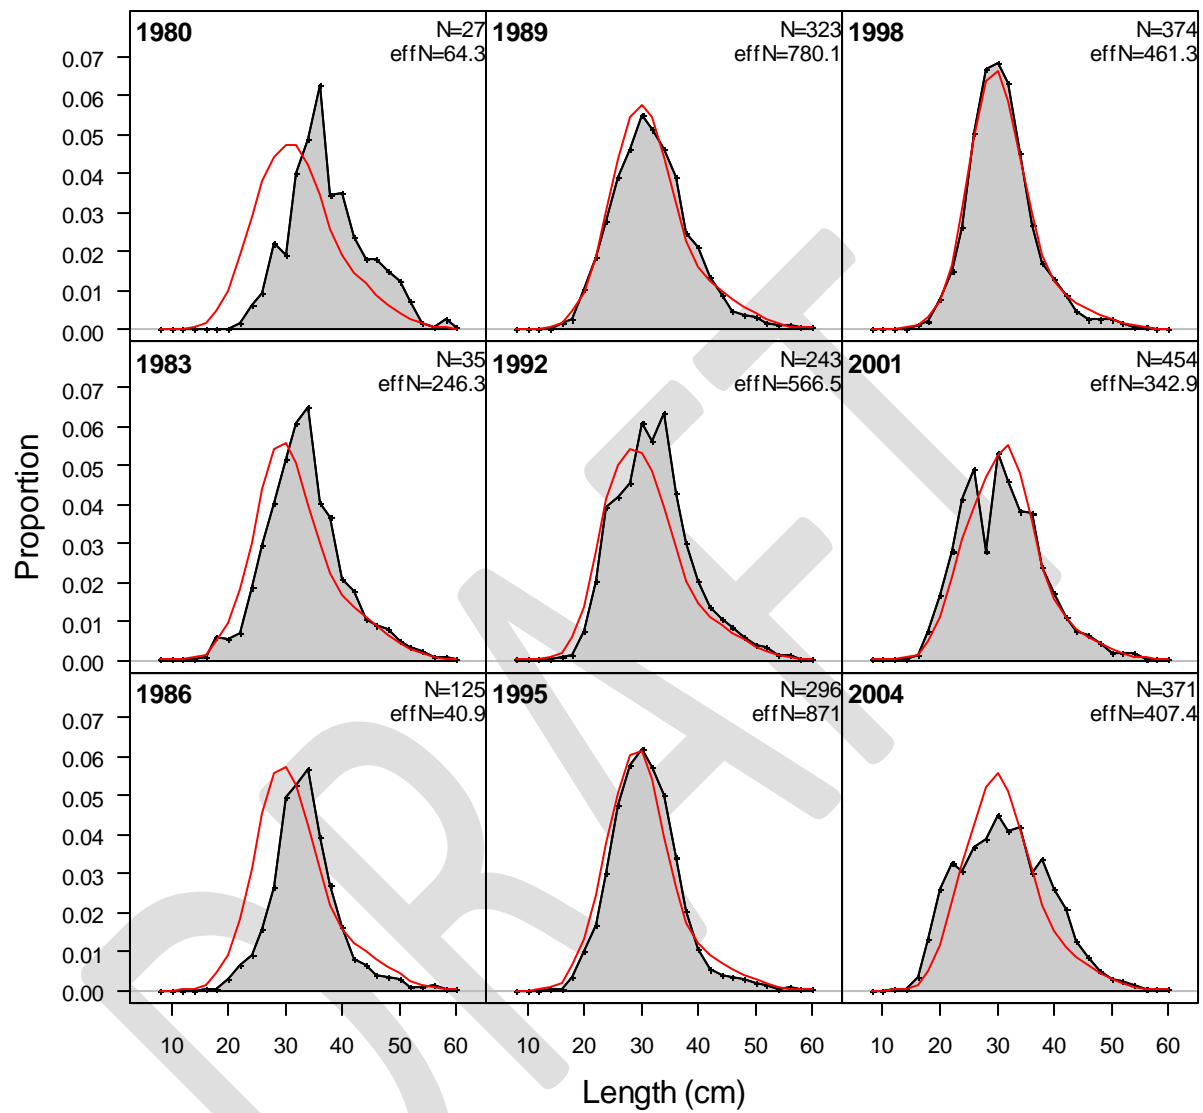 1980
N=27
effN=64.3
1989
N=323
effN=780.1
1998
N=374
effN=461.3
0.07
0.06
0.05
0.04
0.03
0.02
0.01
0.00
1983
N=35
effN=246.3
1992
N=243
effN=566.5
2001
N=454
effN=342.9
0.07
0.06
0.05
0.04
0.03
0.02
0.01
0.00
Proportion
1986
N=125
effN=40.9
1995
N=296
effN=871
2004
N=371
effN=407.4
0.07
0.06
0.05
0.04
0.03
0.02
0.01
0.00
10 20 30 40 50 60 10 20 30 40 50 60 10 20 30 40 50 60
Length (cm)
DRAFT